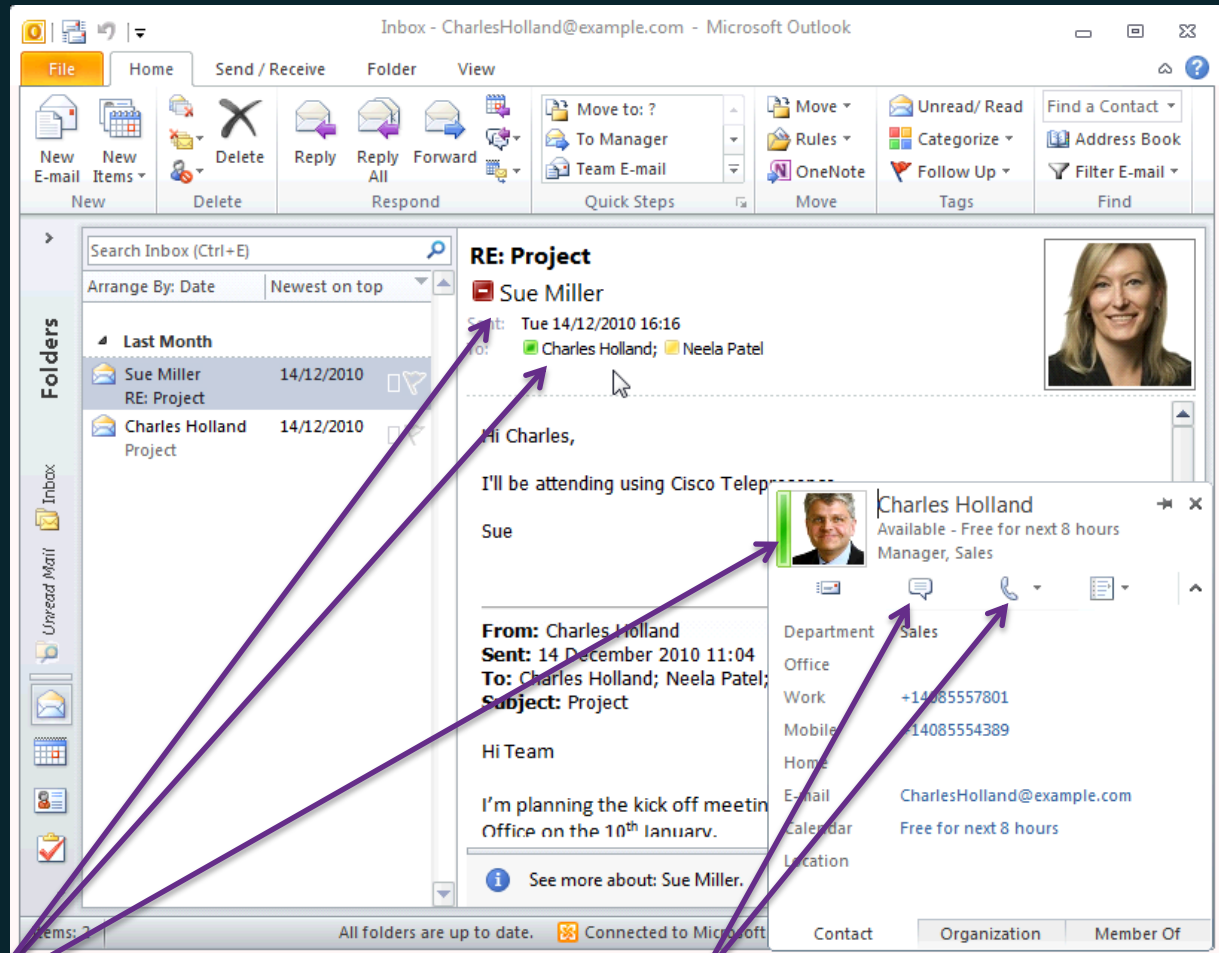 Inbox - CharlesHolland@example.com - Microsoft Outlook
File Home Send / Receive Folder View
New E-mail
New Items
Delete
Reply
Reply All
Forward
Move to: ?
To Manager
Team E-mail
Move
Rules
OneNote
Unread/ Read
Categorize
Follow Up
Find a Contact
Address Book
Filter E-mail
New Delete Respond Quick Steps Move Tags Find
Folders
Inbox
Unread Mail
Search Inbox (Ctrl+E)
Arrange By: Date Newest on top
Last Month
Sue Miller 14/12/2010
RE: Project
Charles Holland 14/12/2010
Project
RE: Project
Sue Miller
Sent: Tue 14/12/2010 16:16
To: Charles Holland; Neela Patel
Hi Charles,
I'll be attending using Cisco Telepresence
Sue
From: Charles Holland
Sent: 14 December 2010 11:04
To: Charles Holland; Neela Patel;
Subject: Project
Hi Team
I'm planning the kick off meetin
Office on the 10th January.
See more about: Sue Miller.
Charles Holland
Available - Free for next 8 hours
Manager, Sales
Department Sales
Office
Work +14085557801
Mobile +14085554389
Home
E-mail CharlesHolland@example.com
Calendar Free for next 8 hours
Location
Contact Organization Member Of
Items: 2 All folders are up to date. Connected to Microsoft